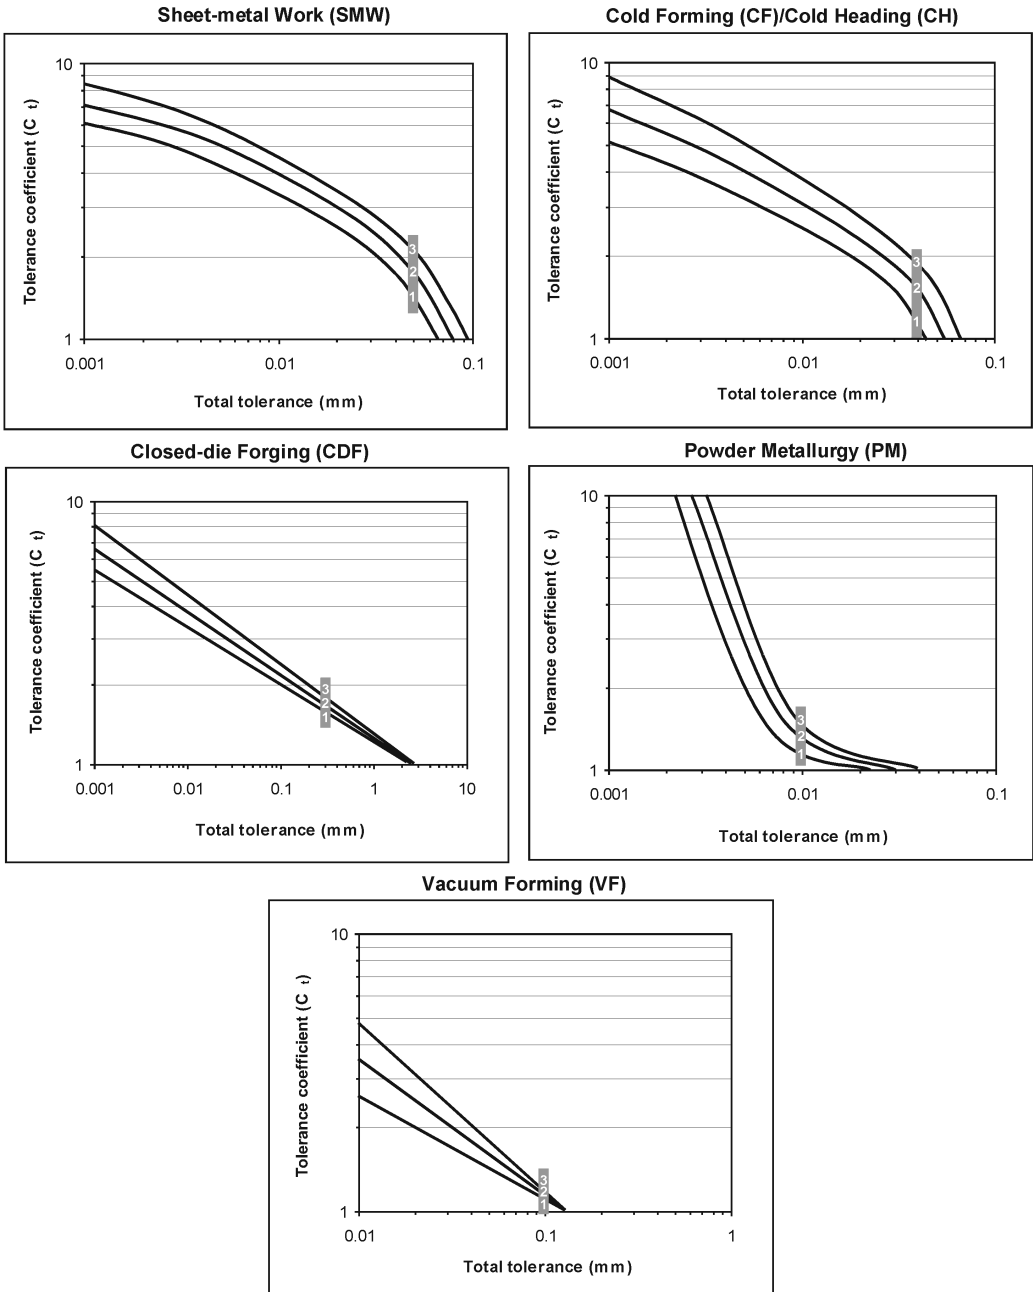 Sheet-metal Work (SMW)
10
Tolerance coefficient (C t)
3
2
1
1
0.001 0.01 0.1
Total tolerance (mm)
Cold Forming (CF)/Cold Heading (CH)
10
Tolerance coefficient (C t)
3
2
1
1
0.001 0.01 0.1
Total tolerance (mm)
Closed-die Forging (CDF)
10
Tolerance coefficient (C t)
3
2
1
1
0.001 0.01 0.1 1 10
Total tolerance (mm)
Powder Metallurgy (PM)
10
Tolerance coefficient (C t)
3
2
1
1
0.001 0.01 0.1
Total tolerance (mm)
Vacuum Forming (VF)
10
Tolerance coefficient (C t)
3
2
1
1
0.01 0.1 1
Total tolerance (mm)